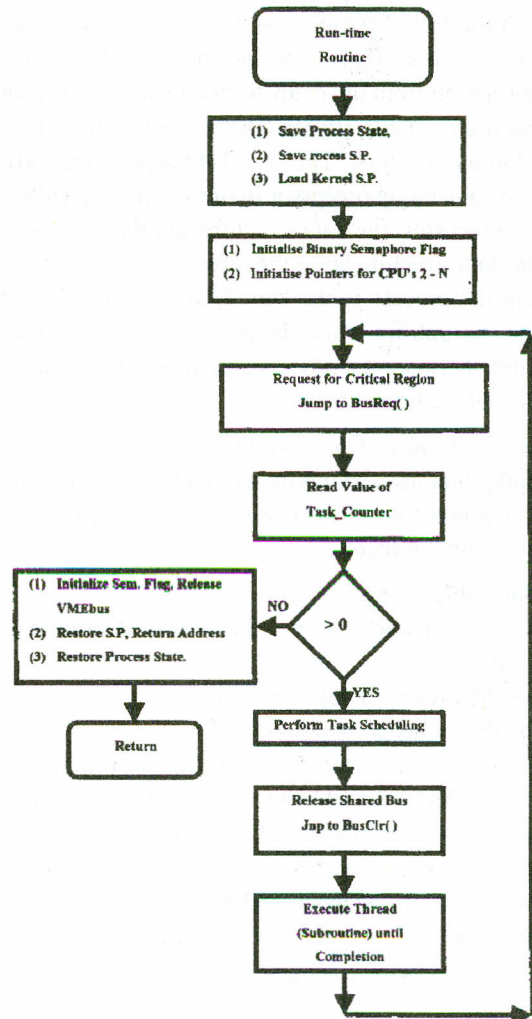 Run-time
Routine
(1) Save Process State,
(2) Save rocess S.P.
(3) Load Kernel S.P.
(1) Initialise Binary Semaphore Flag
(2) Initialise Pointers for CPU's 2 - N
Request for Critical Region
Jump to BusReq( )
Read Value of
Task_Counter
(1) Initialize Sem. Flag, Release
VMEbus
(2) Restore S.P, Return Address
(3) Restore Process State.
NO
> 0
YES
Return
Perform Task Scheduling
Release Shared Bus
Jmp to BusClr( )
Execute Thread
(Subroutine) until
Completion